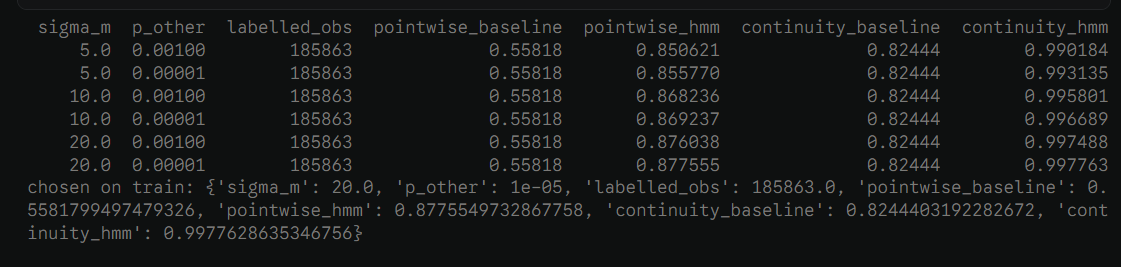 sigma_m p_other labelled_obs pointwise_baseline pointwise_hmm continuity_baseline continuity_hmm
5.0 0.00100 185863 0.55818 0.850621 0.82444 0.990184
5.0 0.00001 185863 0.55818 0.855770 0.82444 0.993135
10.0 0.00100 185863 0.55818 0.868236 0.82444 0.995801
10.0 0.00001 185863 0.55818 0.869237 0.82444 0.996689
20.0 0.00100 185863 0.55818 0.876038 0.82444 0.997488
20.0 0.00001 185863 0.55818 0.877555 0.82444 0.997763
chosen on train: {'sigma_m': 20.0, 'p_other': 1e-05, 'labelled_obs': 185863.0, 'pointwise_baseline': 0.
5581799497479326, 'pointwise_hmm': 0.8775549732867758, 'continuity_baseline': 0.8244403192282672, 'cont
inuity_hmm': 0.9977628635346756}